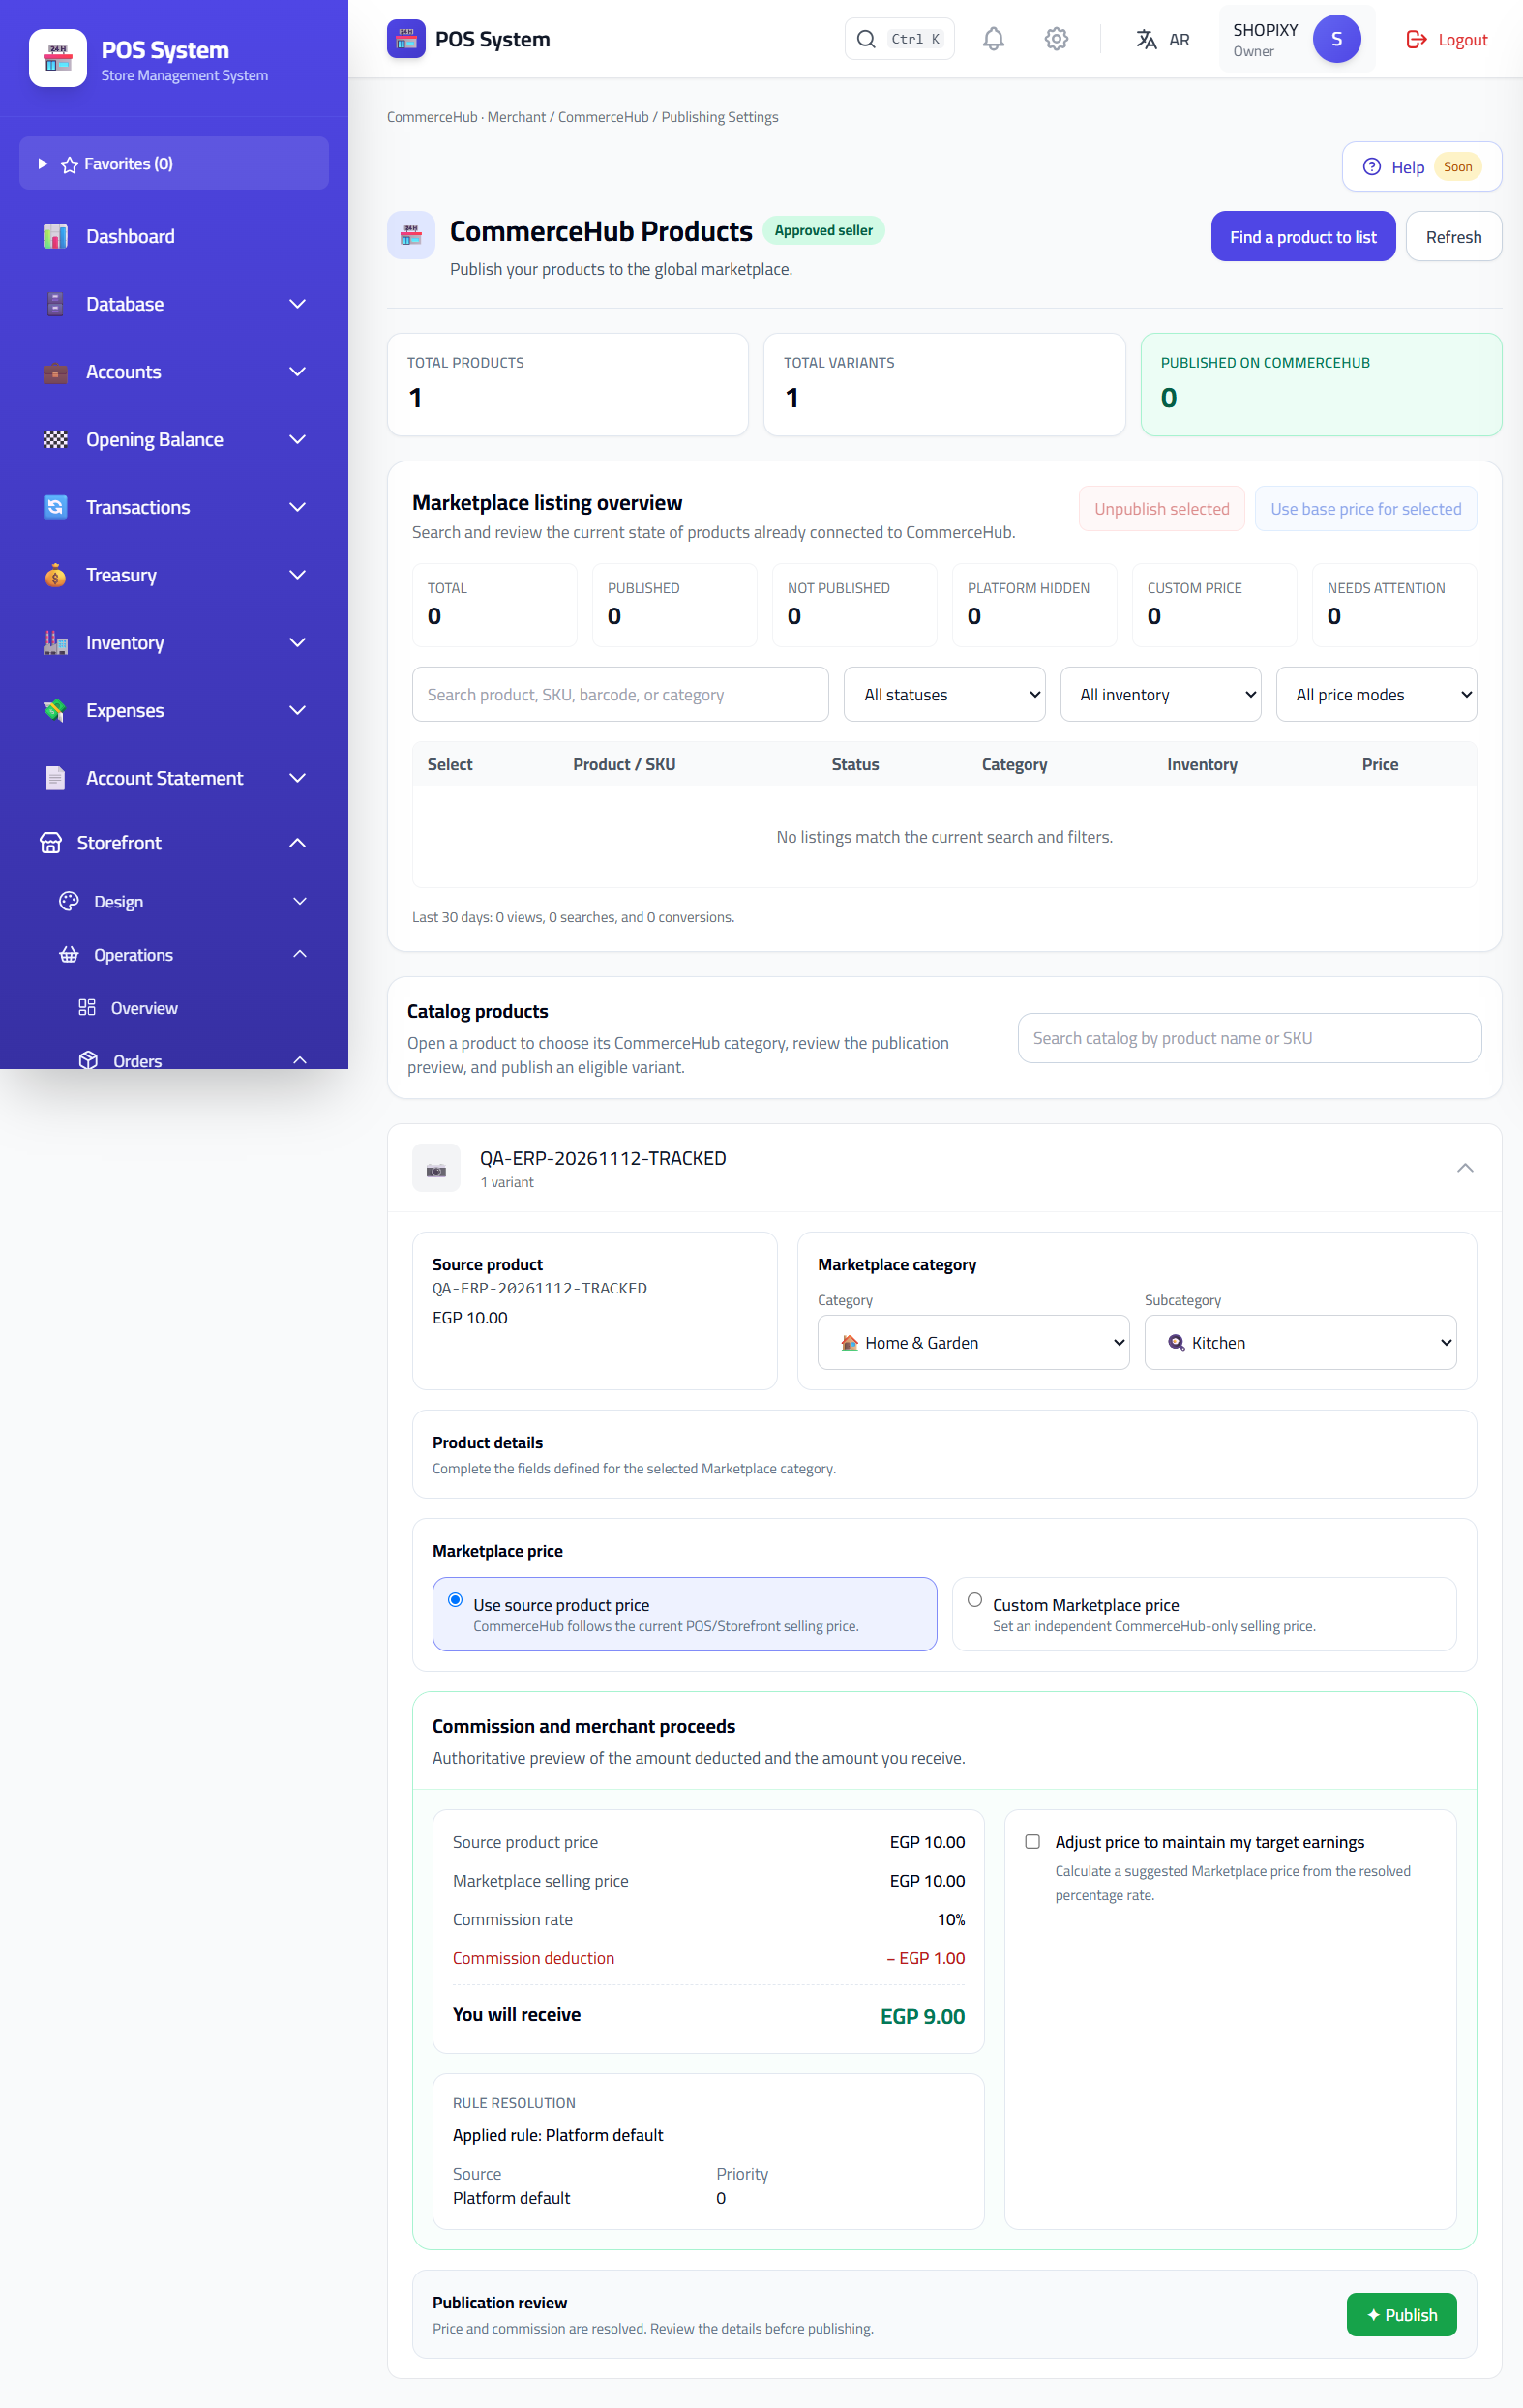 24H
POS System
Store Management System
Favorites (0)
Dashboard
Database
Accounts
Opening Balance
Transactions
Treasury
Inventory
Expenses
Account Statement
Storefront
Design
Operations
Overview
Orders
POS System
Ctrl K
AR
SHOPIXY
Owner
S
Logout
CommerceHub · Merchant / CommerceHub / Publishing Settings
Help Soon
CommerceHub Products Approved seller
Publish your products to the global marketplace.
Find a product to list
Refresh
TOTAL PRODUCTS
1
TOTAL VARIANTS
1
PUBLISHED ON COMMERCEHUB
0
Marketplace listing overview
Search and review the current state of products already connected to CommerceHub.
Unpublish selected
Use base price for selected
TOTAL
0
PUBLISHED
0
NOT PUBLISHED
0
PLATFORM HIDDEN
0
CUSTOM PRICE
0
NEEDS ATTENTION
0
Search product, SKU, barcode, or category
All statuses
All inventory
All price modes
Select Product / SKU Status Category Inventory Price
No listings match the current search and filters.
Last 30 days: 0 views, 0 searches, and 0 conversions.
Catalog products
Open a product to choose its CommerceHub category, review the publication
preview, and publish an eligible variant.
Search catalog by product name or SKU
QA-ERP-20261112-TRACKED
1 variant
Source product
QA-ERP-20261112-TRACKED
EGP 10.00
Marketplace category
Category
Home & Garden
Subcategory
Kitchen
Product details
Complete the fields defined for the selected Marketplace category.
Marketplace price
Use source product price
CommerceHub follows the current POS/Storefront selling price.
Custom Marketplace price
Set an independent CommerceHub-only selling price.
Commission and merchant proceeds
Authoritative preview of the amount deducted and the amount you receive.
Source product price EGP 10.00
Marketplace selling price EGP 10.00
Commission rate 10%
Commission deduction – EGP 1.00
You will receive EGP 9.00
Adjust price to maintain my target earnings
Calculate a suggested Marketplace price from the resolved
percentage rate.
RULE RESOLUTION
Applied rule: Platform default
Source
Platform default
Priority
0
Publication review
Price and commission are resolved. Review the details before publishing.
✦ Publish